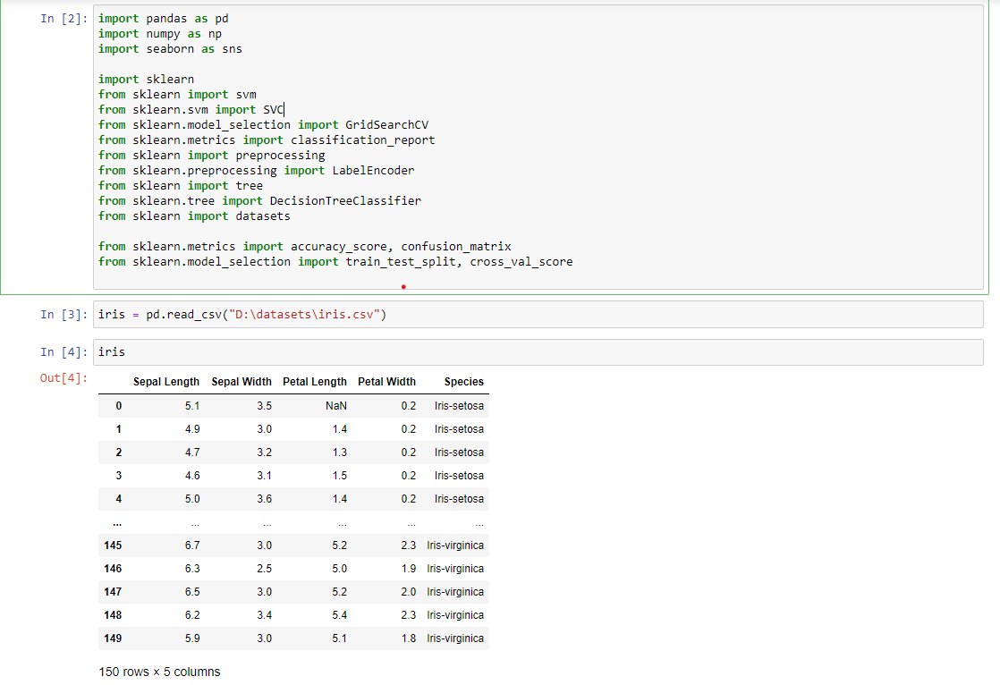 In [2]: import pandas as pd
import numpy as np
import seaborn as sns
import sklearn
from sklearn import svm
from sklearn.svm import SVC
from sklearn.model_selection import GridSearchCV
from sklearn.metrics import classification_report
from sklearn import preprocessing
from sklearn.preprocessing import LabelEncoder
from sklearn import tree
from sklearn.tree import DecisionTreeClassifier
from sklearn import datasets
from sklearn.metrics import accuracy_score, confusion_matrix
from sklearn.model_selection import train_test_split, cross_val_score
In [3]: iris = pd.read_csv("D:\datasets\iris.csv")
In [4]: iris
Out[4]:
Sepal Length Sepal Width Petal Length Petal Width Species
0 5.1 3.5 NaN 0.2 Iris-setosa
1 4.9 3.0 1.4 0.2 Iris-setosa
2 4.7 3.2 1.3 0.2 Iris-setosa
3 4.6 3.1 1.5 0.2 Iris-setosa
4 5.0 3.6 1.4 0.2 Iris-setosa
... ... ... ... ... ...
145 6.7 3.0 5.2 2.3 Iris-virginica
146 6.3 2.5 5.0 1.9 Iris-virginica
147 6.5 3.0 5.2 2.0 Iris-virginica
148 6.2 3.4 5.4 2.3 Iris-virginica
149 5.9 3.0 5.1 1.8 Iris-virginica
150 rows × 5 columns